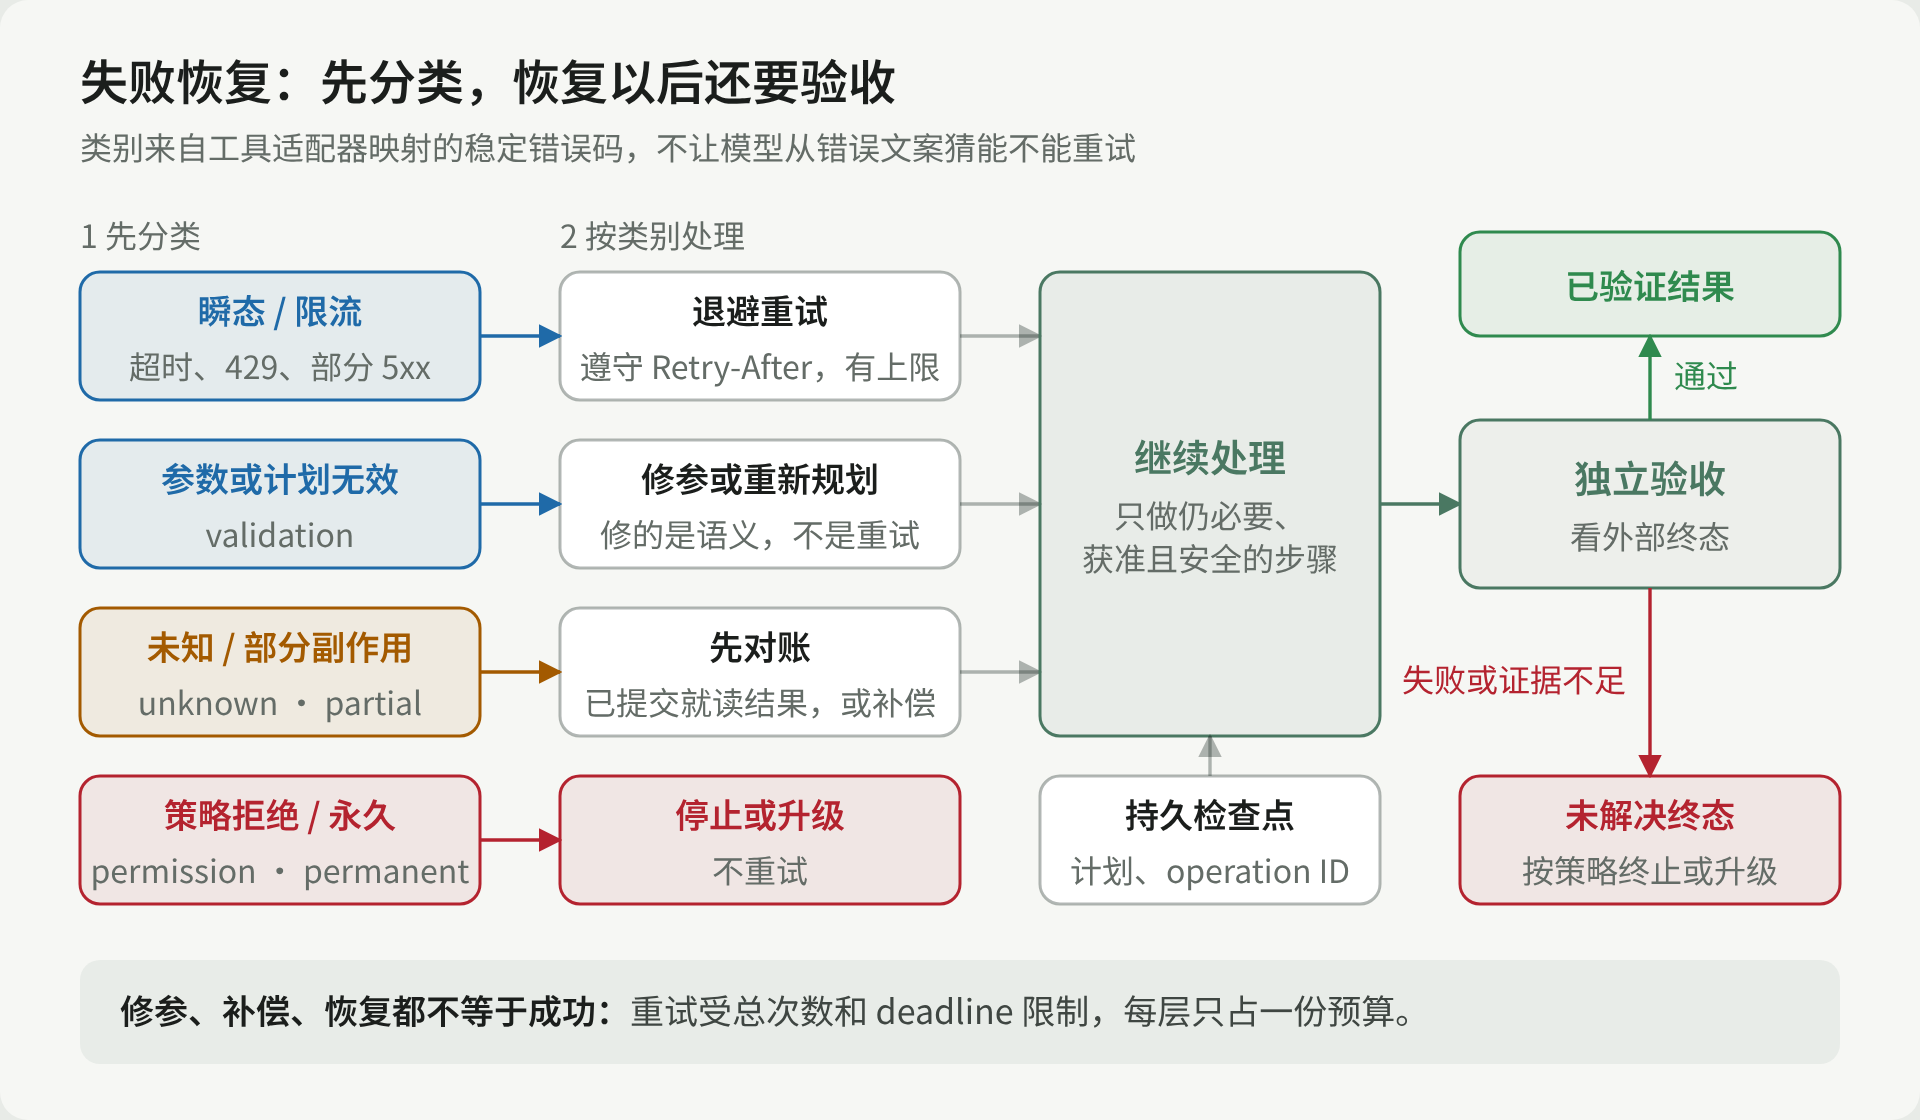 失败恢复：先分类，恢复以后还要验收
类别来自工具适配器映射的稳定错误码，不让模型从错误文案猜能不能重试
1 先分类
2 按类别处理
瞬态 / 限流
超时、429、部分 5xx
退避重试
遵守 Retry-After，有上限
参数或计划无效
validation
修参或重新规划
修的是语义，不是重试
未知 / 部分副作用
unknown · partial
先对账
已提交就读结果，或补偿
策略拒绝 / 永久
permission · permanent
停止或升级
不重试
继续处理
只做仍必要、
获准且安全的步骤
持久检查点
计划、operation ID
已验证结果
通过
独立验收
看外部终态
失败或证据不足
未解决终态
按策略终止或升级
修参、补偿、恢复都不等于成功：重试受总次数和 deadline 限制，每层只占一份预算。